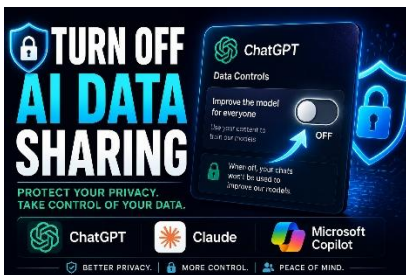 TURN OFF
AI DATA
SHARING
PROTECT YOUR PRIVACY.
TAKE CONTROL OF YOUR DATA.
ChatGPT
Data Controls
Improve the model
for everyone
Use your content to
train our models
OFF
When off, your chats
won't be used to
improve our models.
ChatGPT
Claude
Microsoft
Copilot
BETTER PRIVACY. | MORE CONTROL. | PEACE OF MIND.